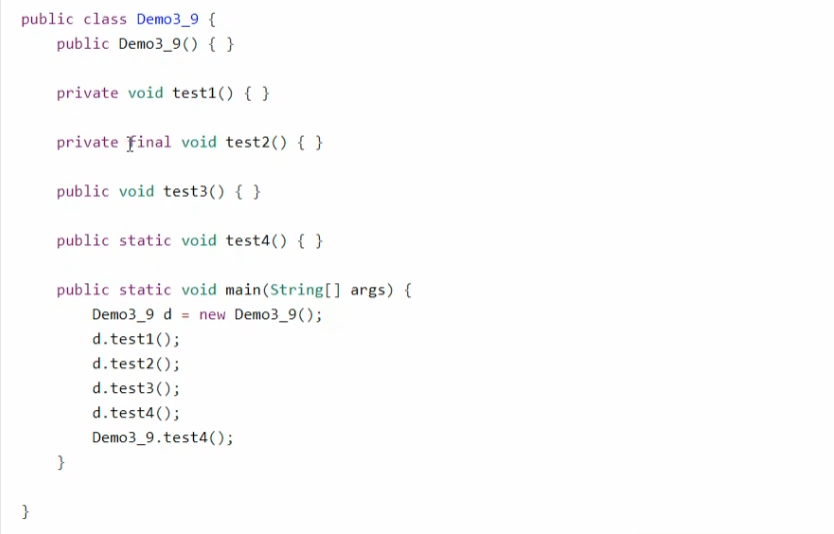 public class Demo3_9 {
public Demo3_9() { }
private void test1() { }
private final void test2() { }
public void test3() { }
public static void test4() { }
public static void main(String[] args) {
Demo3_9 d = new Demo3_9();
d.test1();
d.test2();
d.test3();
d.test4();
Demo3_9.test4();
}
}